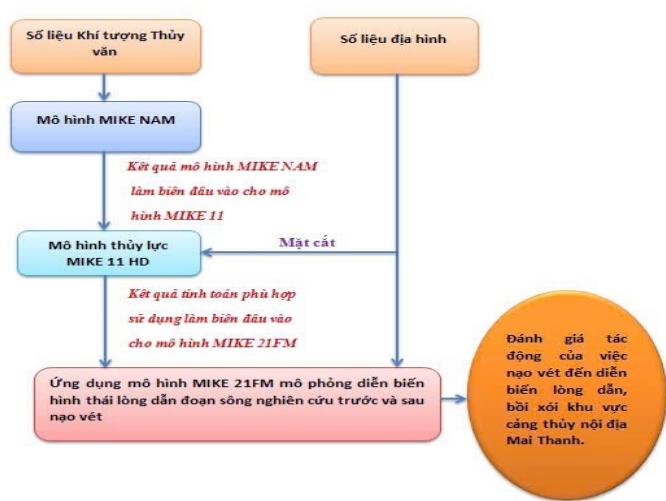 Số liệu Khí tượng Thủy
văn
Số liệu địa hình
Mô hình MIKE NAM
Kết quả mô hình MIKE NAM
làm biên đầu vào cho mô
hình MIKE 11
Mô hình thủy lực
MIKE 11 HD
Mặt cắt
Kết quả tính toán phù hợp
sử dụng làm biên đầu vào
cho mô hình MIKE 21FM
Ứng dụng mô hình MIKE 21FM mô phỏng diễn biến
hình thái lòng dẫn đoạn sông nghiên cứu trước và sau
nạo vét
Đánh giá tác
động của việc
nạo vét đến diễn
biến lòng dẫn,
bồi xói khu vực
cảng thủy nội địa
Mai Thanh.